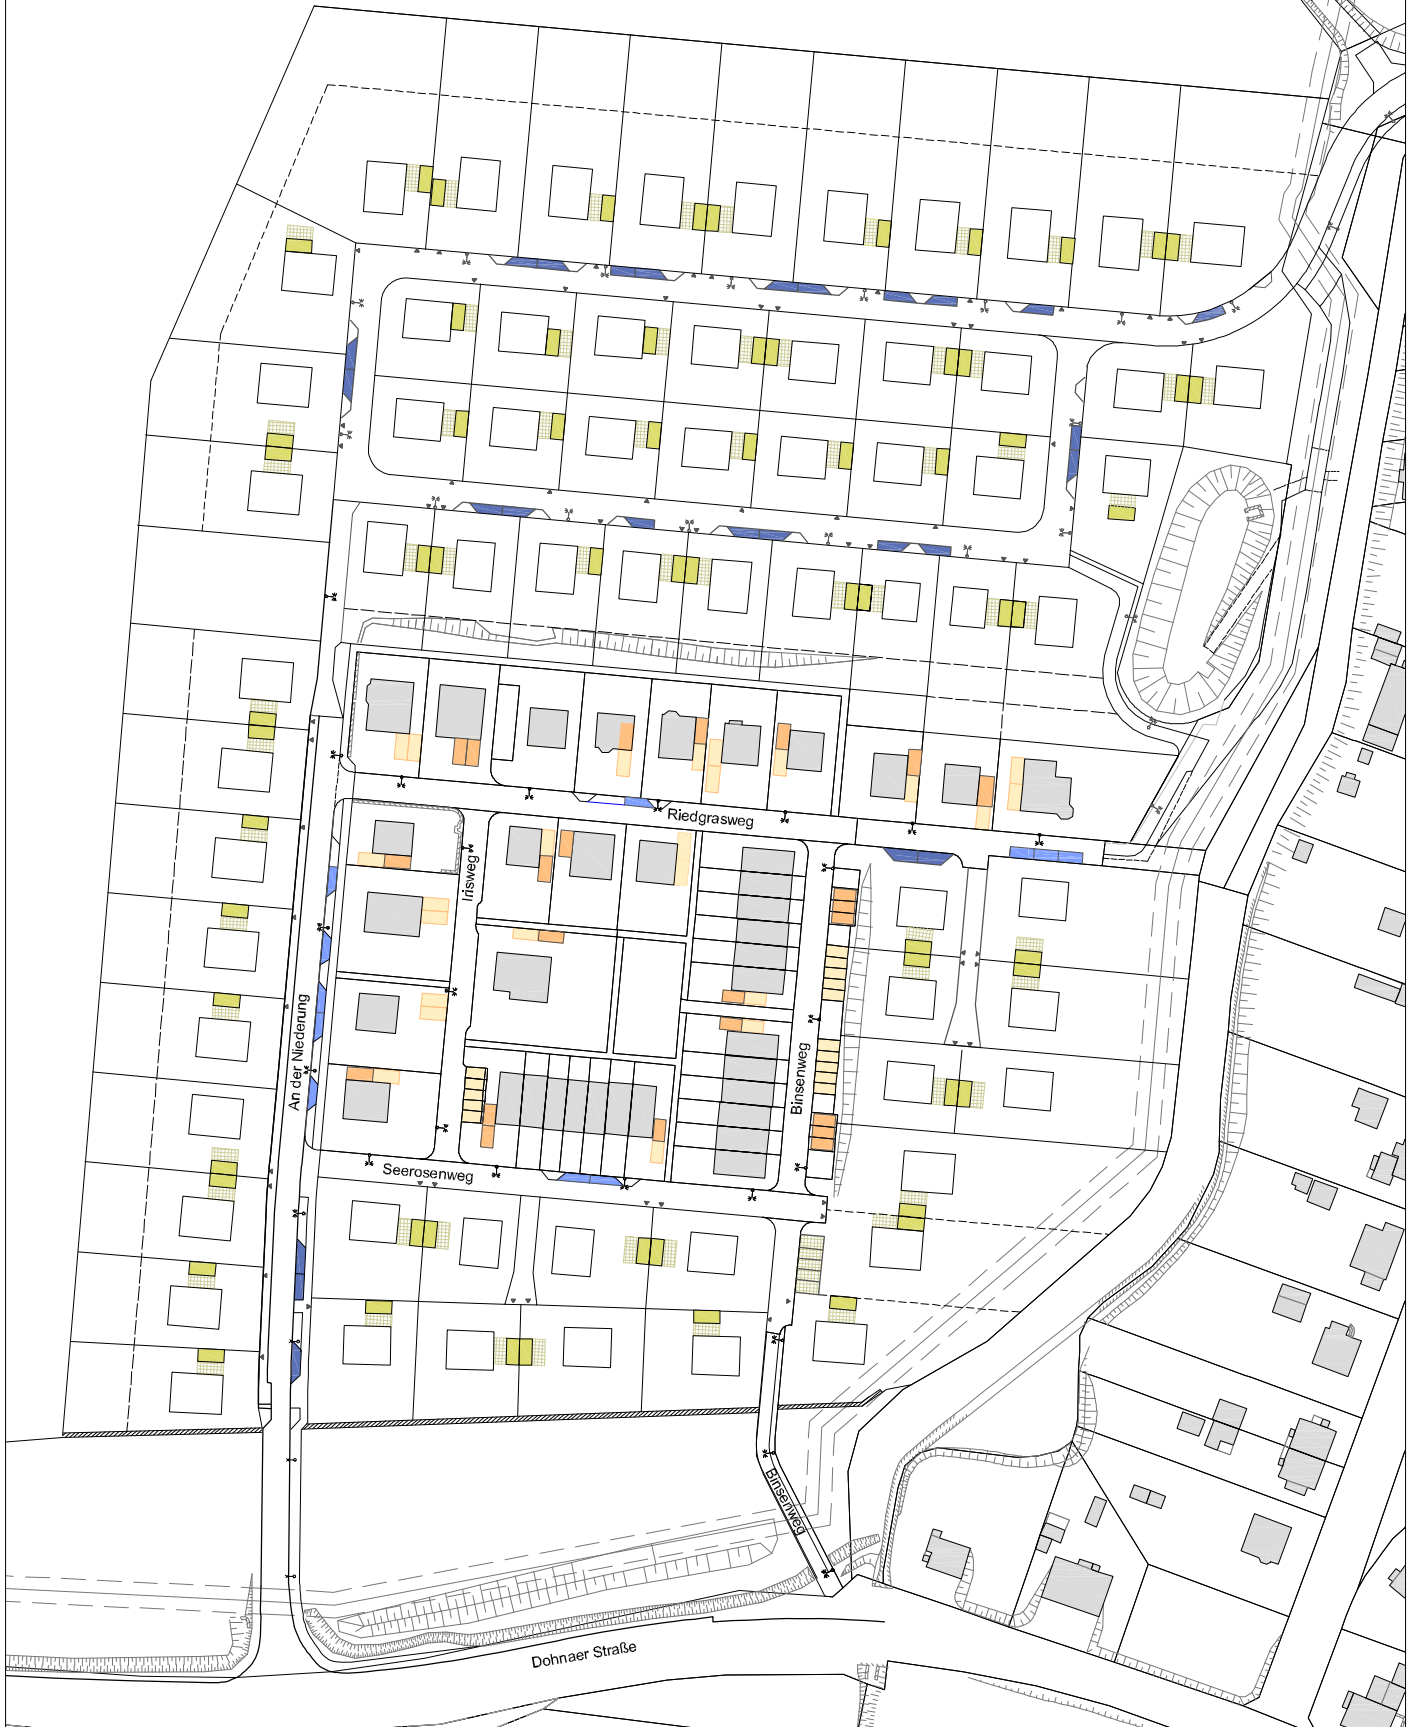 Riedgrasweg
Irisweg
An der Niederung
Binsenweg
Seerosenweg
Binsenweg
Dohnaer Straße